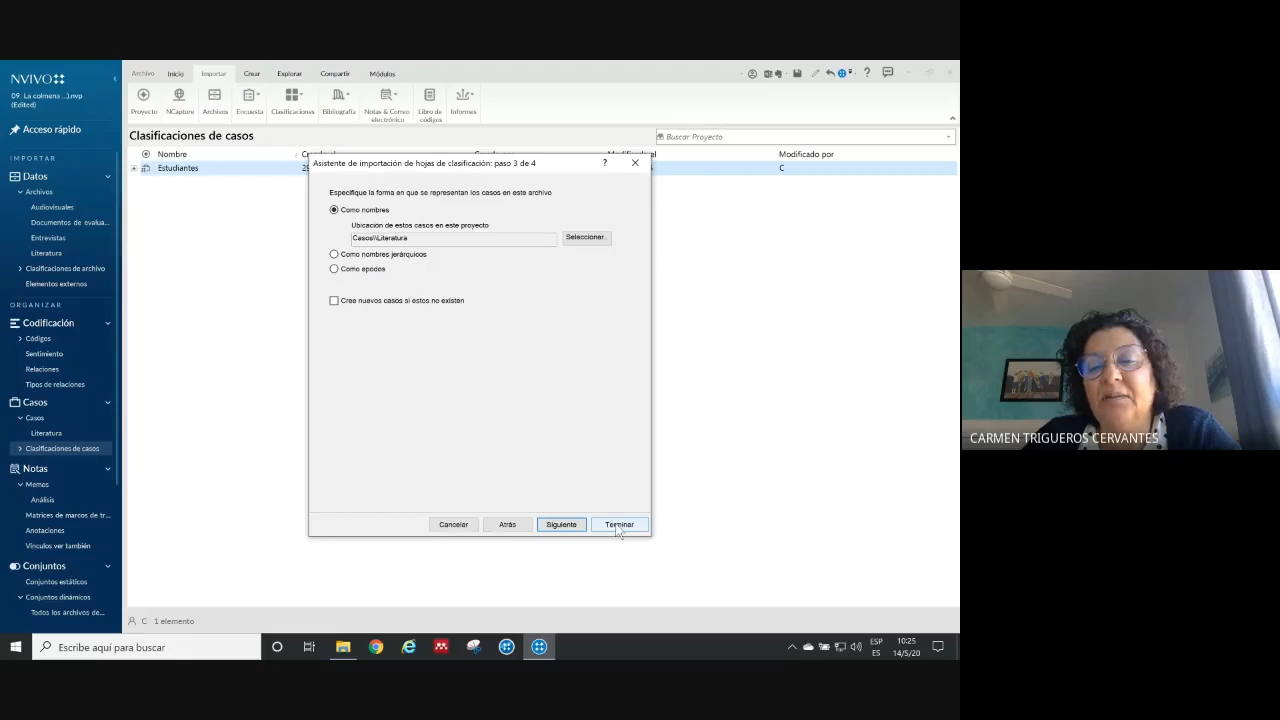 NVIVO
09_La colmena ...).nvp
(Edited)
Acceso rápido
IMPORTAR
Datos
Archivos
Audiovisuales
Documentos de evalua...
Entrevistas
Literatura
Clasificaciones de archivo
Elementos externos
ORGANIZAR
Codificación
Códigos
Sentimiento
Relaciones
Tipos de relaciones
Casos
Casos
Literatura
Clasificaciones de casos
Notas
Memos
Análisis
Matrices de marcos de tr...
Anotaciones
Vínculos ver también
Conjuntos
Conjuntos estáticos
Conjuntos dinámicos
Todos los archivos de...
Archivo Inicio Importar Crear Explorar Compartir Módulos
Proyecto NCapture Archivos Encuesta Clasificaciones Bibliografía Notas & Correo electrónico Libro de códigos Informes
Clasificaciones de casos
Buscar Proyecto
Nombre Modificado por
Estudiantes C
Asistente de importación de hojas de clasificación: paso 3 de 4
Especifique la forma en que se representan los casos en este archivo
Como nombres
Ubicación de estos casos en este proyecto
Casos\\Literatura Seleccionar...
Como nombres jerárquicos
Como apodos
Cree nuevos casos si estos no existen
Cancelar Atrás Siguiente Terminar
C 1 elemento
Escribe aquí para buscar
ESP
ES
10:25
14/5/20
CARMEN TRIGUEROS CERVANTES